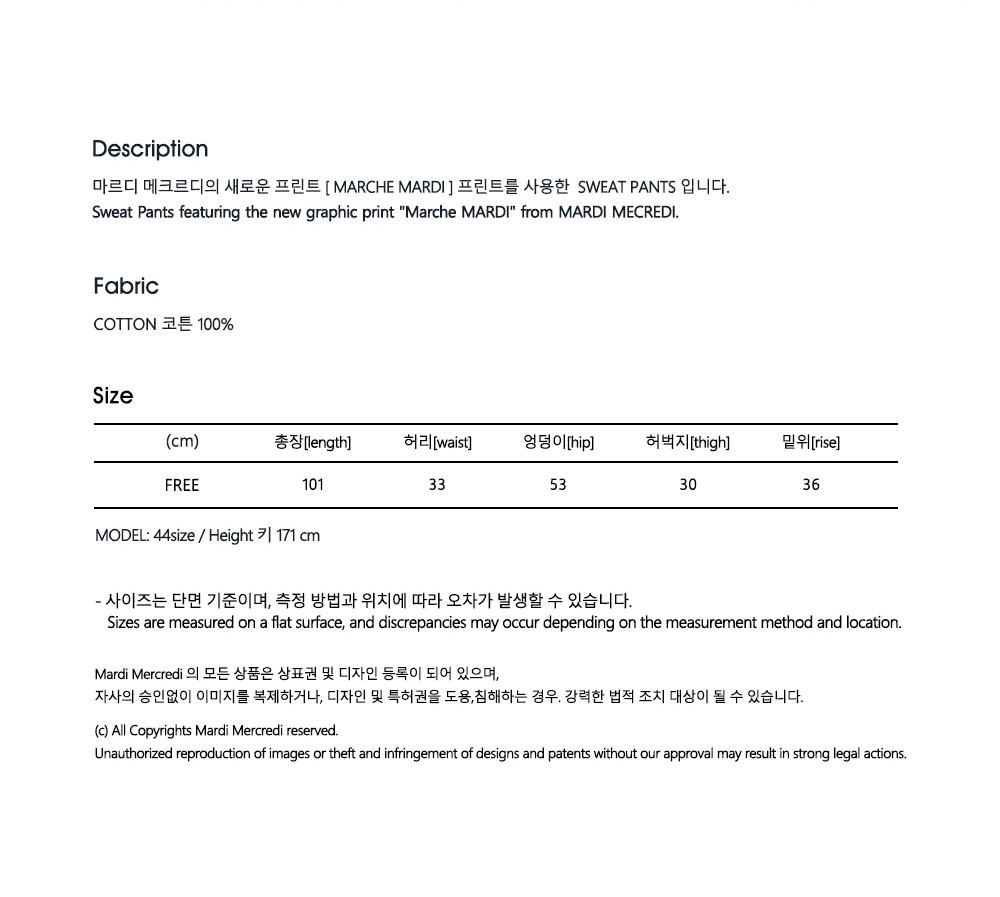 Description
마르디 메크르디의 새로운 프린트 [ MARCHE MARDI ] 프린트를 사용한 SWEAT PANTS 입니다.
Sweat Pants featuring the new graphic print "Marche MARDI" from MARDI MECREDI.
Fabric
COTTON 코튼 100%
Size
(cm) 총장[length] 허리[waist] 엉덩이[hip] 허벅지[thigh] 밑위[rise]
FREE 101 33 53 30 36
MODEL: 44size / Height 키 171 cm
- 사이즈는 단면 기준이며, 측정 방법과 위치에 따라 오차가 발생할 수 있습니다.
Sizes are measured on a flat surface, and discrepancies may occur depending on the measurement method and location.
Mardi Mercredi 의 모든 상품은 상표권 및 디자인 등록이 되어 있으며,
자사의 승인없이 이미지를 복제하거나, 디자인 및 특허권을 도용,침해하는 경우. 강력한 법적 조치 대상이 될 수 있습니다.
(c) All Copyrights Mardi Mercredi reserved.
Unauthorized reproduction of images or theft and infringement of designs and patents without our approval may result in strong legal actions.